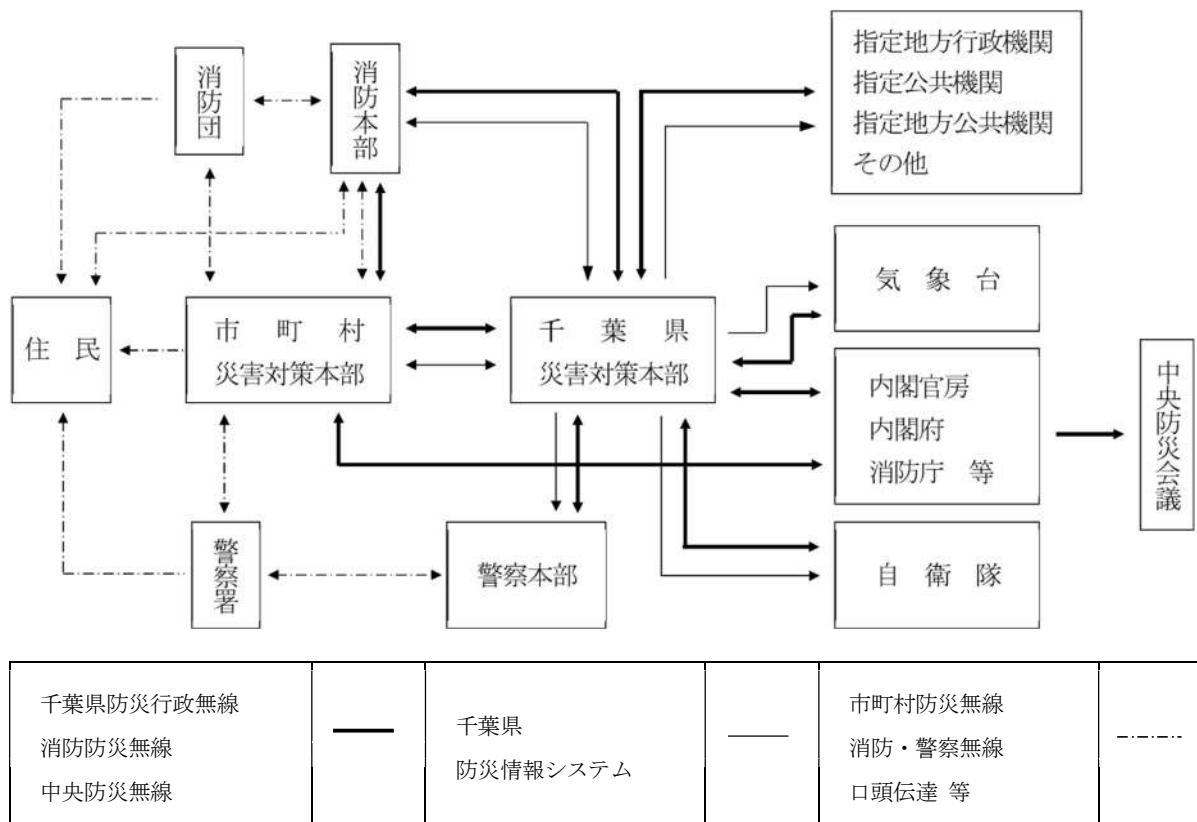 消防団
消防本部
指定地方行政機関
指定公共機関
指定地方公共機関
その他
気象台
住民
市町村
災害対策本部
千葉県
災害対策本部
内閣官房
内閣府
消防庁 等
中央防災会議
警察署
警察本部
自衛隊
千葉県防災行政無線
消防防災無線
中央防災無線
千葉県
防災情報システム
市町村防災無線
消防・警察無線
口頭伝達 等